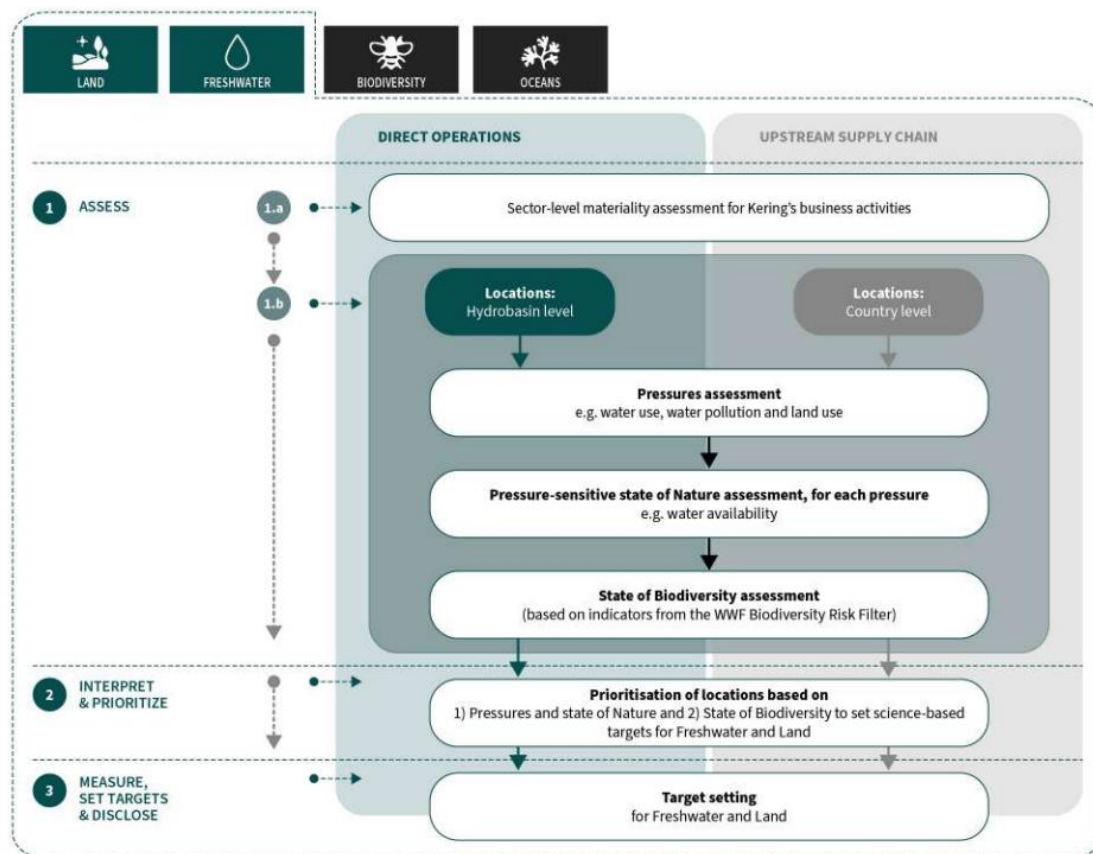 LAND
FRESHWATER
BIODIVERSITY
OCEANS
DIRECT OPERATIONS
UPSTREAM SUPPLY CHAIN
1
ASSESS
1.a
Sector-level materiality assessment for Kering's business activities
1.b
Locations:
Hydrobasin level
Locations:
Country level
Pressures assessment
e.g. water use, water pollution and land use
Pressure-sensitive state of Nature assessment, for each pressure
e.g. water availability
State of Biodiversity assessment
(based on indicators from the WWF Biodiversity Risk Filter)
2
INTERPRET
& PRIORITIZE
Prioritisation of locations based on
1) Pressures and state of Nature and 2) State of Biodiversity to set science-based
targets for Freshwater and Land
3
MEASURE,
SET TARGETS
& DISCLOSE
Target setting
for Freshwater and Land